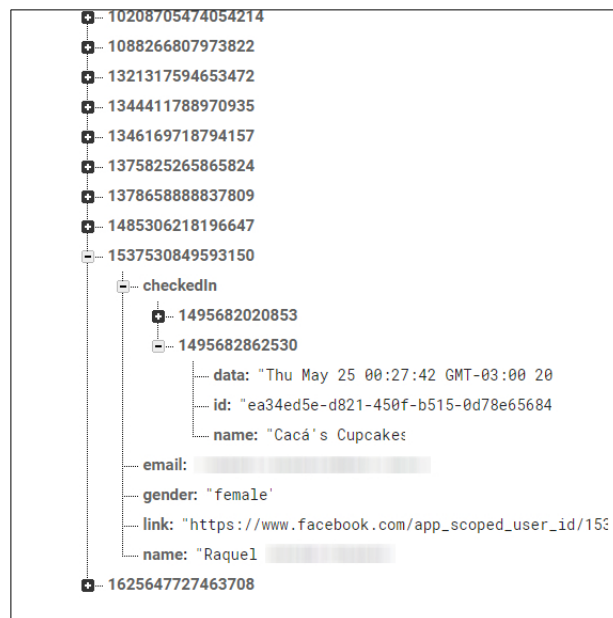 10208705474054214
1088266807973822
1321317594653472
1344411788970935
1346169718794157
1375825265865824
1378658888837809
1485306218196647
1537530849593150
checkedIn
1495682020853
1495682862530
data: "Thu May 25 00:27:42 GMT-03:00 20
id: "ea34ed5e-d821-450f-b515-0d78e65684
name: "Cacá's Cupcakes
email:
gender: "female'
link: "https://www.facebook.com/app_scoped_user_id/153
name: "Raquel
1625647727463708